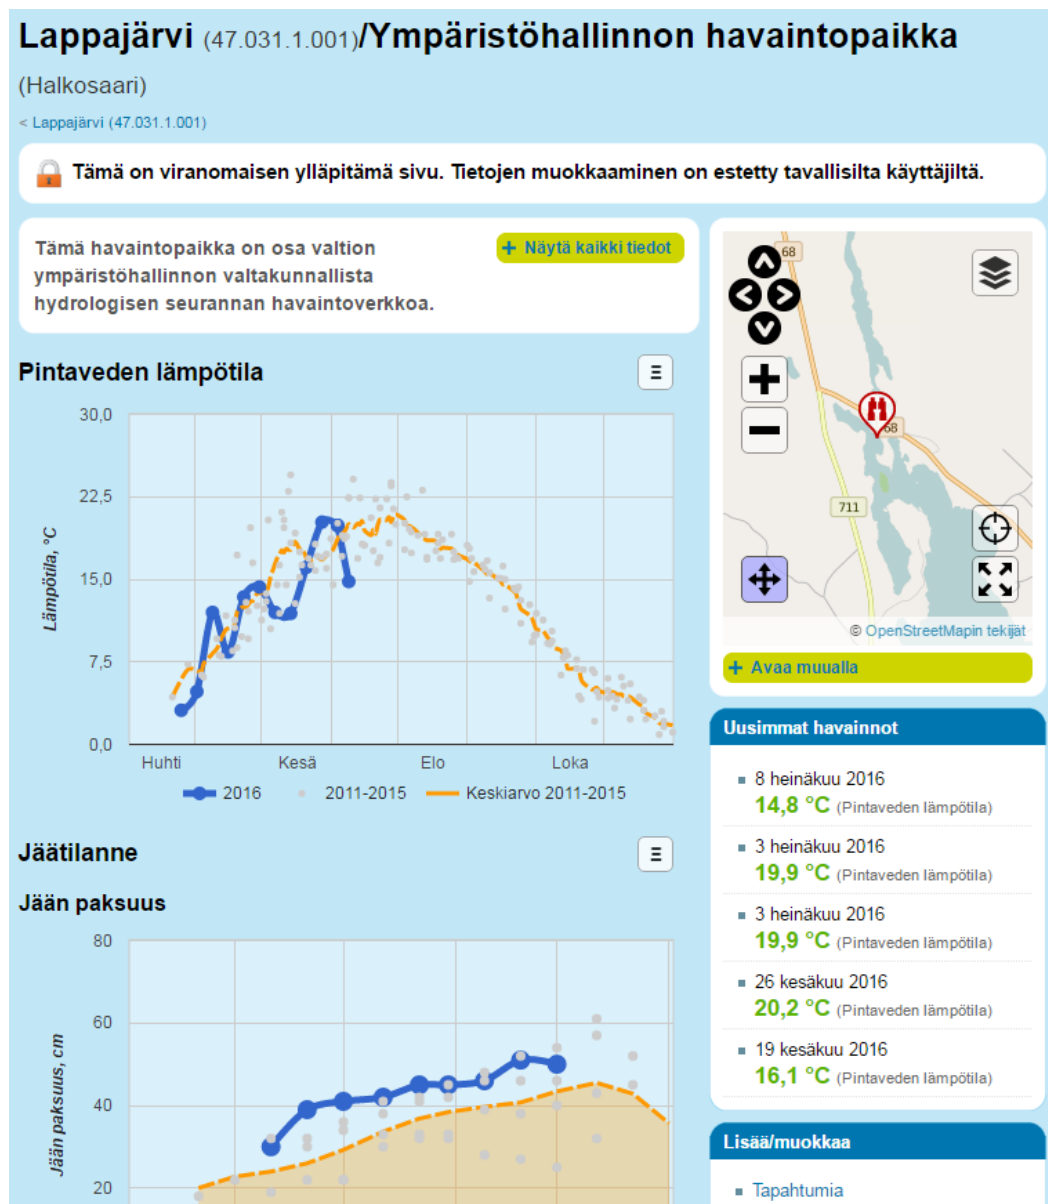 Lappajärvi (47.031.1.001)/Ympäristöhallinnon havaintopaikka
(Halkosaari)
< Lappajärvi (47.031.1.001)
Tämä on viranomaisen ylläpitämä sivu. Tietojen muokkaaminen on estetty tavallisilta käyttäjiltä.
Tämä havaintopaikka on osa valtion
ympäristöhallinnon valtakunnallista
hydrologisen seurannan havaintoverkkoa.
+ Näytä kaikki tiedot
Pintaveden lämpötila
30,0
22,5
15,0
7,5
0,0
Lämpötila, °C
Huhti Kesä Elo Loka
2016 2011-2015 Keskiarvo 2011-2015
Jäätilanne
Jään paksuus
80
60
40
20
Jään paksuus, cm
68
68
711
© OpenStreetMapin tekijät
+ Avaa muualla
Uusimmat havainnot
8 heinäkuu 2016
14,8 °C (Pintaveden lämpötila)
3 heinäkuu 2016
19,9 °C (Pintaveden lämpötila)
3 heinäkuu 2016
19,9 °C (Pintaveden lämpötila)
26 kesäkuu 2016
20,2 °C (Pintaveden lämpötila)
19 kesäkuu 2016
16,1 °C (Pintaveden lämpötila)
Lisää/muokkaa
Tapahtumia